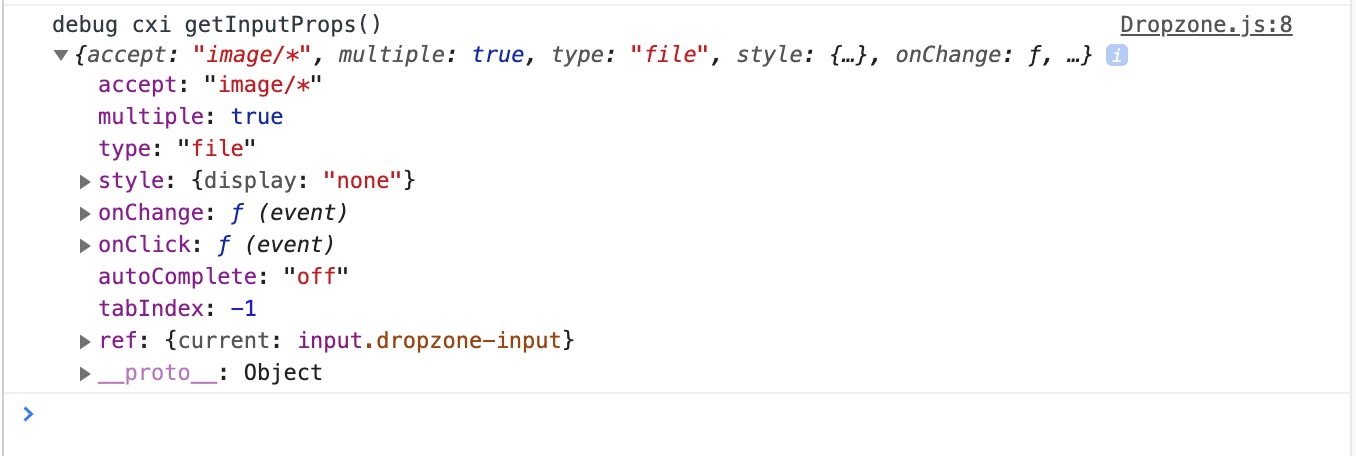 debug cxi getInputProps() Dropzone.js:8
▼{accept: "image/*", multiple: true, type: "file", style: {…}, onChange: ƒ, …} i
accept: "image/*"
multiple: true
type: "file"
▶style: {display: "none"}
▶onChange: ƒ (event)
▶onClick: ƒ (event)
autoComplete: "off"
tabIndex: -1
▶ref: {current: input.dropzone-input}
▶__proto__: Object
>